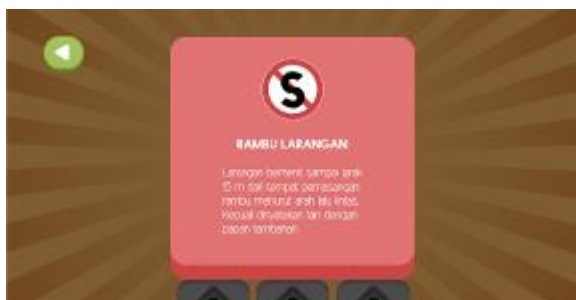 S
RAMBU LARANGAN
Larangan berhenti sampai jarak
15 m dari tempat pemasangan
rambu menurut arah lalu lintas,
Kecuali dinyatakan lain dengan
papan tambahan